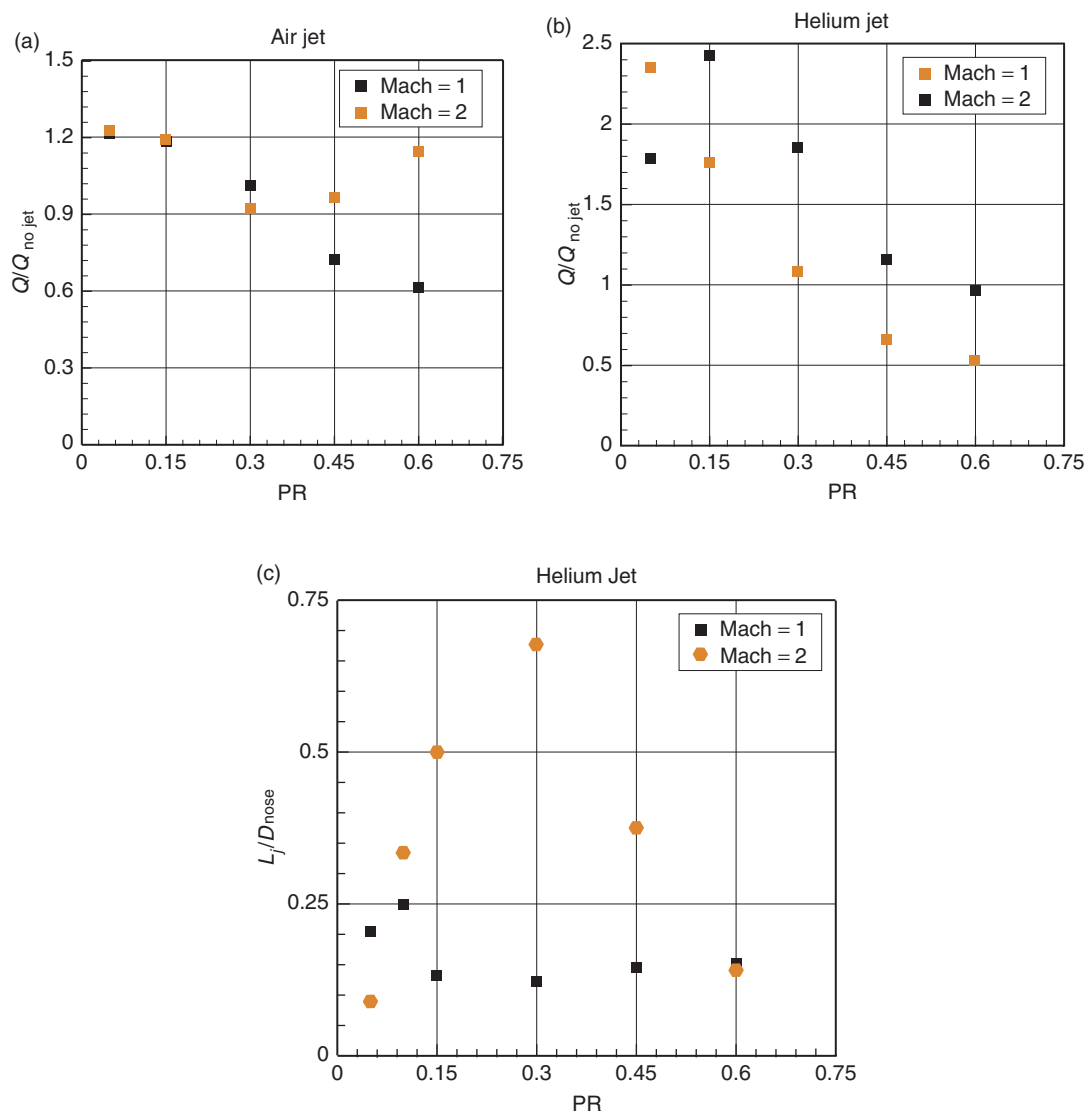 (a)
Air jet
1.5
1.2
0.9
0.6
0.3
0
Q/Q no jet
Mach = 1
Mach = 2
0 0.15 0.3 0.45 0.6 0.75
PR
(b)
Helium jet
2.5
2
1.5
1
0.5
0
Q/Q no jet
Mach = 1
Mach = 2
0 0.15 0.3 0.45 0.6 0.75
PR
(c)
Helium Jet
0.75
0.5
0.25
0
Lj/Dnose
Mach = 1
Mach = 2
0 0.15 0.3 0.45 0.6 0.75
PR